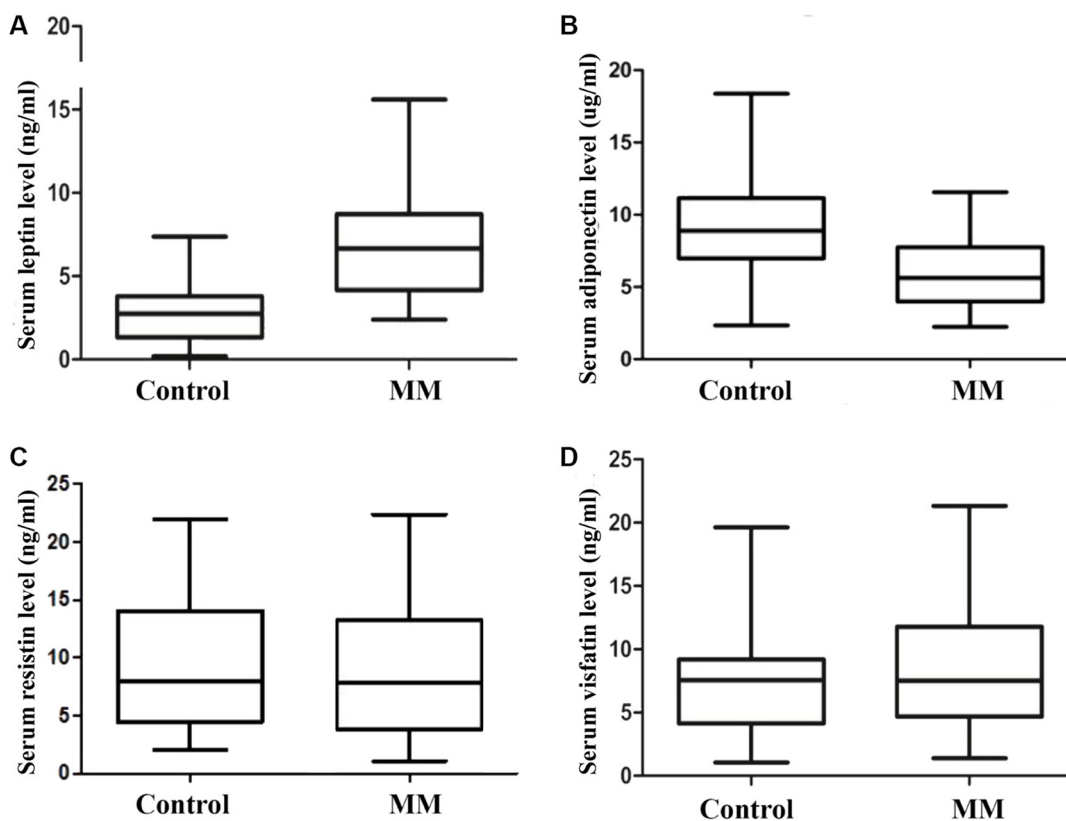 A
Serum leptin level (ng/ml)
20
15
10
5
0
Control MM
B
Serum adiponectin level (ug/ml)
20
15
10
5
0
Control MM
C
Serum resistin level (ng/ml)
25
20
15
10
5
0
Control MM
D
Serum visfatin level (ng/ml)
25
20
15
10
5
0
Control MM